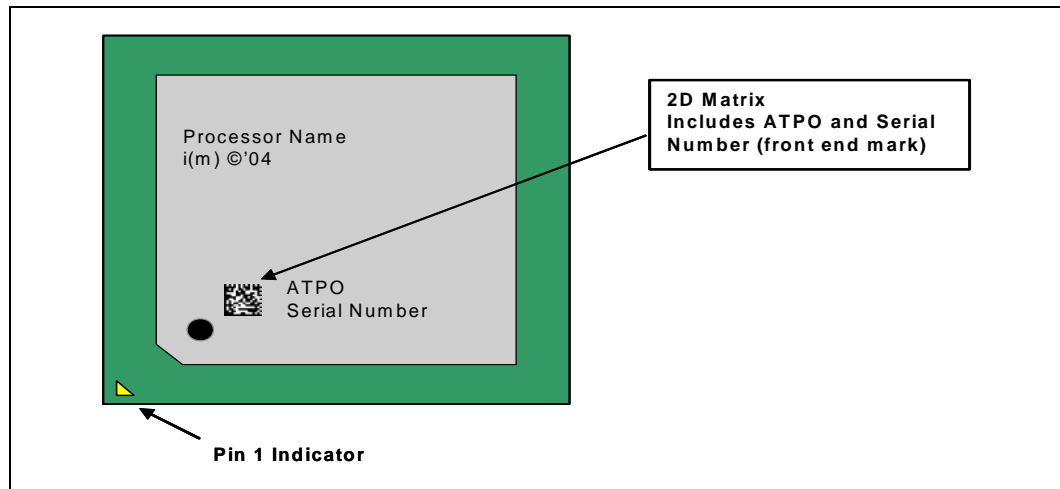 Processor Name
i(m) ©'04
2D Matrix
Includes ATPO and Serial
Number (front end mark)
ATPO
Serial Number
Pin 1 Indicator